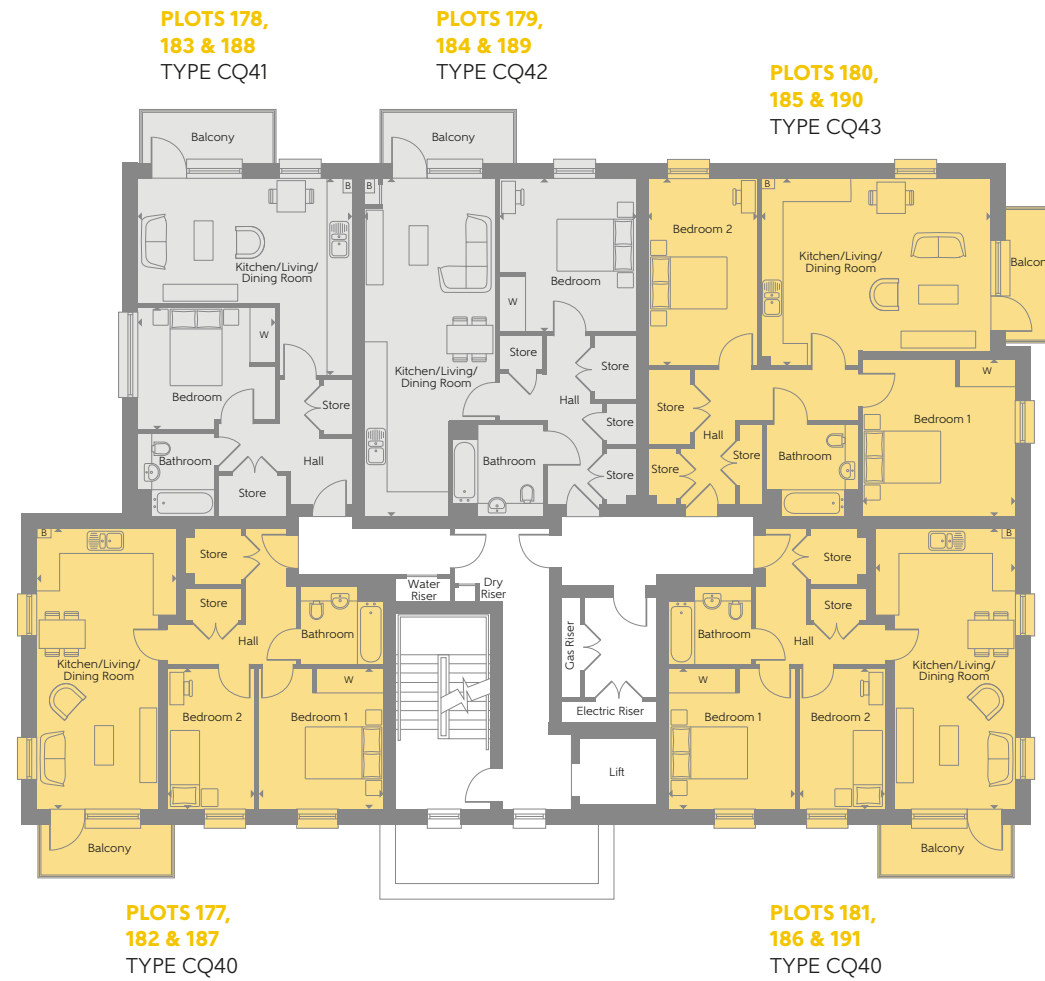 PLOTS 178,
183 & 188
TYPE CQ41
PLOTS 179,
184 & 189
TYPE CQ42
PLOTS 180,
185 & 190
TYPE CQ43
Balcony
B
Kitchen/Living/
Dining Room
W
Bedroom
Store
Bathroom
Hall
Store
Balcony
B
Bedroom
W
Kitchen/Living/
Dining Room
Store
Store
Hall
Store
Bathroom
Store
Bedroom 2
B
Kitchen/Living/
Dining Room
Balcon
W
Bedroom 1
Store
Hall
Store
Store
Bathroom
B
Store
Store
Hall
Bathroom
Kitchen/Living/
Dining Room
W
Bedroom 2
Bedroom 1
Balcony
Water
Riser
Dry
Riser
Gas Riser
Electric Riser
Lift
B
Store
Store
Bathroom
Hall
Kitchen/Living/
Dining Room
W
Bedroom 1
Bedroom 2
Balcony
PLOTS 177,
182 & 187
TYPE CQ40
PLOTS 181,
186 & 191
TYPE CQ40